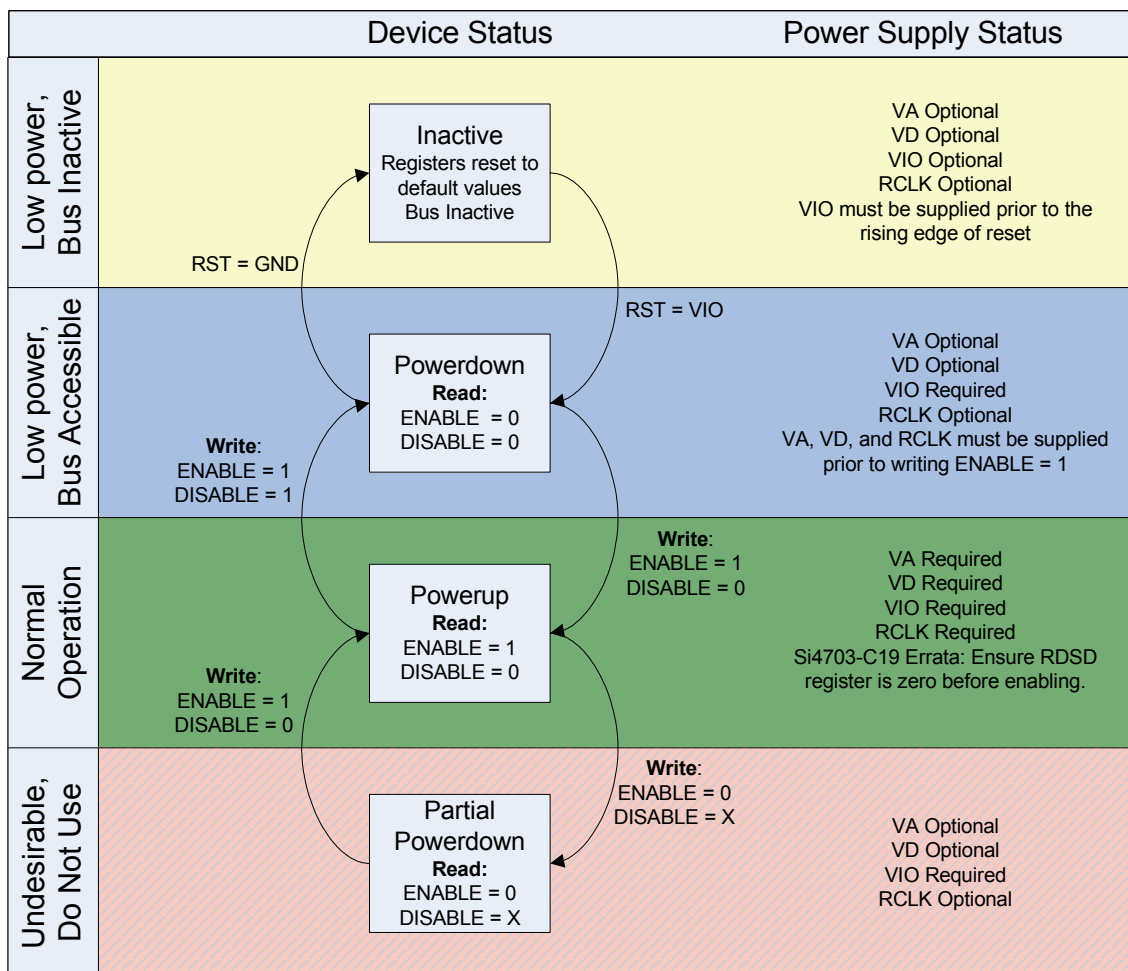 Device Status
Power Supply Status
Low power,
Bus Inactive
Inactive
Registers reset to
default values
Bus Inactive
RST = GND
VA Optional
VD Optional
VIO Optional
RCLK Optional
VIO must be supplied prior to the
rising edge of reset
Low power,
Bus Accessible
RST = VIO
Powerdown
Read:
ENABLE = 0
DISABLE = 0
Write:
ENABLE = 1
DISABLE = 1
VA Optional
VD Optional
VIO Required
RCLK Optional
VA, VD, and RCLK must be supplied
prior to writing ENABLE = 1
Normal
Operation
Write:
ENABLE = 1
DISABLE = 0
Powerup
Read:
ENABLE = 1
DISABLE = 0
Write:
ENABLE = 1
DISABLE = 0
VA Required
VD Required
VIO Required
RCLK Required
Si4703-C19 Errata: Ensure RDSD
register is zero before enabling.
Undesirable,
Do Not Use
Write:
ENABLE = 0
DISABLE = X
Partial
Powerdown
Read:
ENABLE = 0
DISABLE = X
VA Optional
VD Optional
VIO Required
RCLK Optional